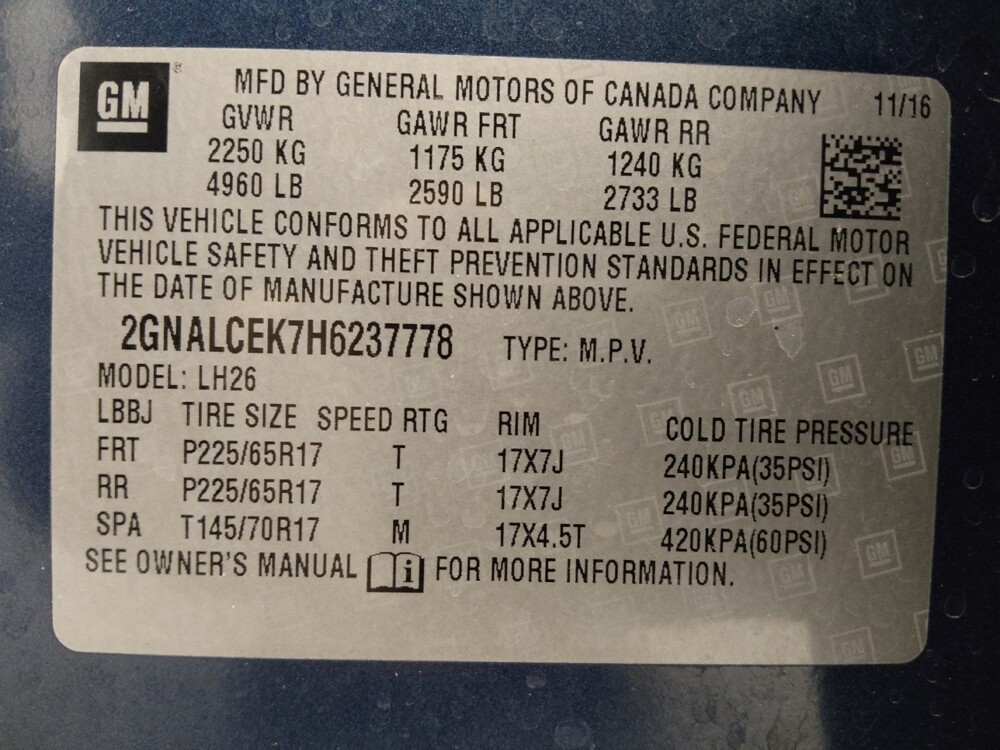 GM
MFD BY GENERAL MOTORS OF CANADA COMPANY 11/16
GVWR GAWR FRT GAWR RR
2250 KG 1175 KG 1240 KG
4960 LB 2590 LB 2733 LB
THIS VEHICLE CONFORMS TO ALL APPLICABLE U.S. FEDERAL MOTOR
VEHICLE SAFETY AND THEFT PREVENTION STANDARDS IN EFFECT ON
THE DATE OF MANUFACTURE SHOWN ABOVE.
2GNALCEK7H6237778 TYPE: M.P.V.
MODEL: LH26
LBBJ TIRE SIZE SPEED RTG RIM COLD TIRE PRESSURE
FRT P225/65R17 T 17X7J 240KPA(35PSI)
RR P225/65R17 T 17X7J 240KPA(35PSI)
SPA T145/70R17 M 17X4.5T 420KPA(60PSI)
SEE OWNER'S MANUAL i FOR MORE INFORMATION.